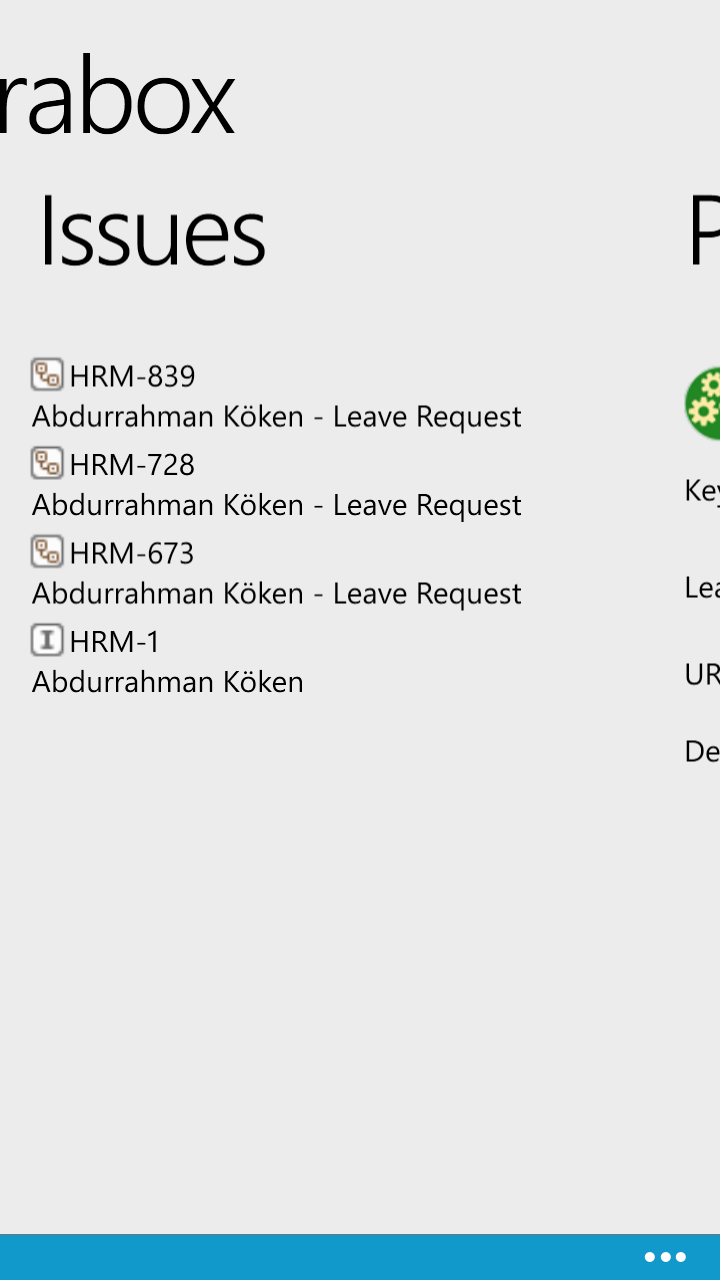 rabox
Issues
P
HRM-839
Abdurrahman Köken - Leave Request
HRM-728
Abdurrahman Köken - Leave Request
HRM-673
Abdurrahman Köken - Leave Request
HRM-1
Abdurrahman Köken
Key
Lea
UR
De